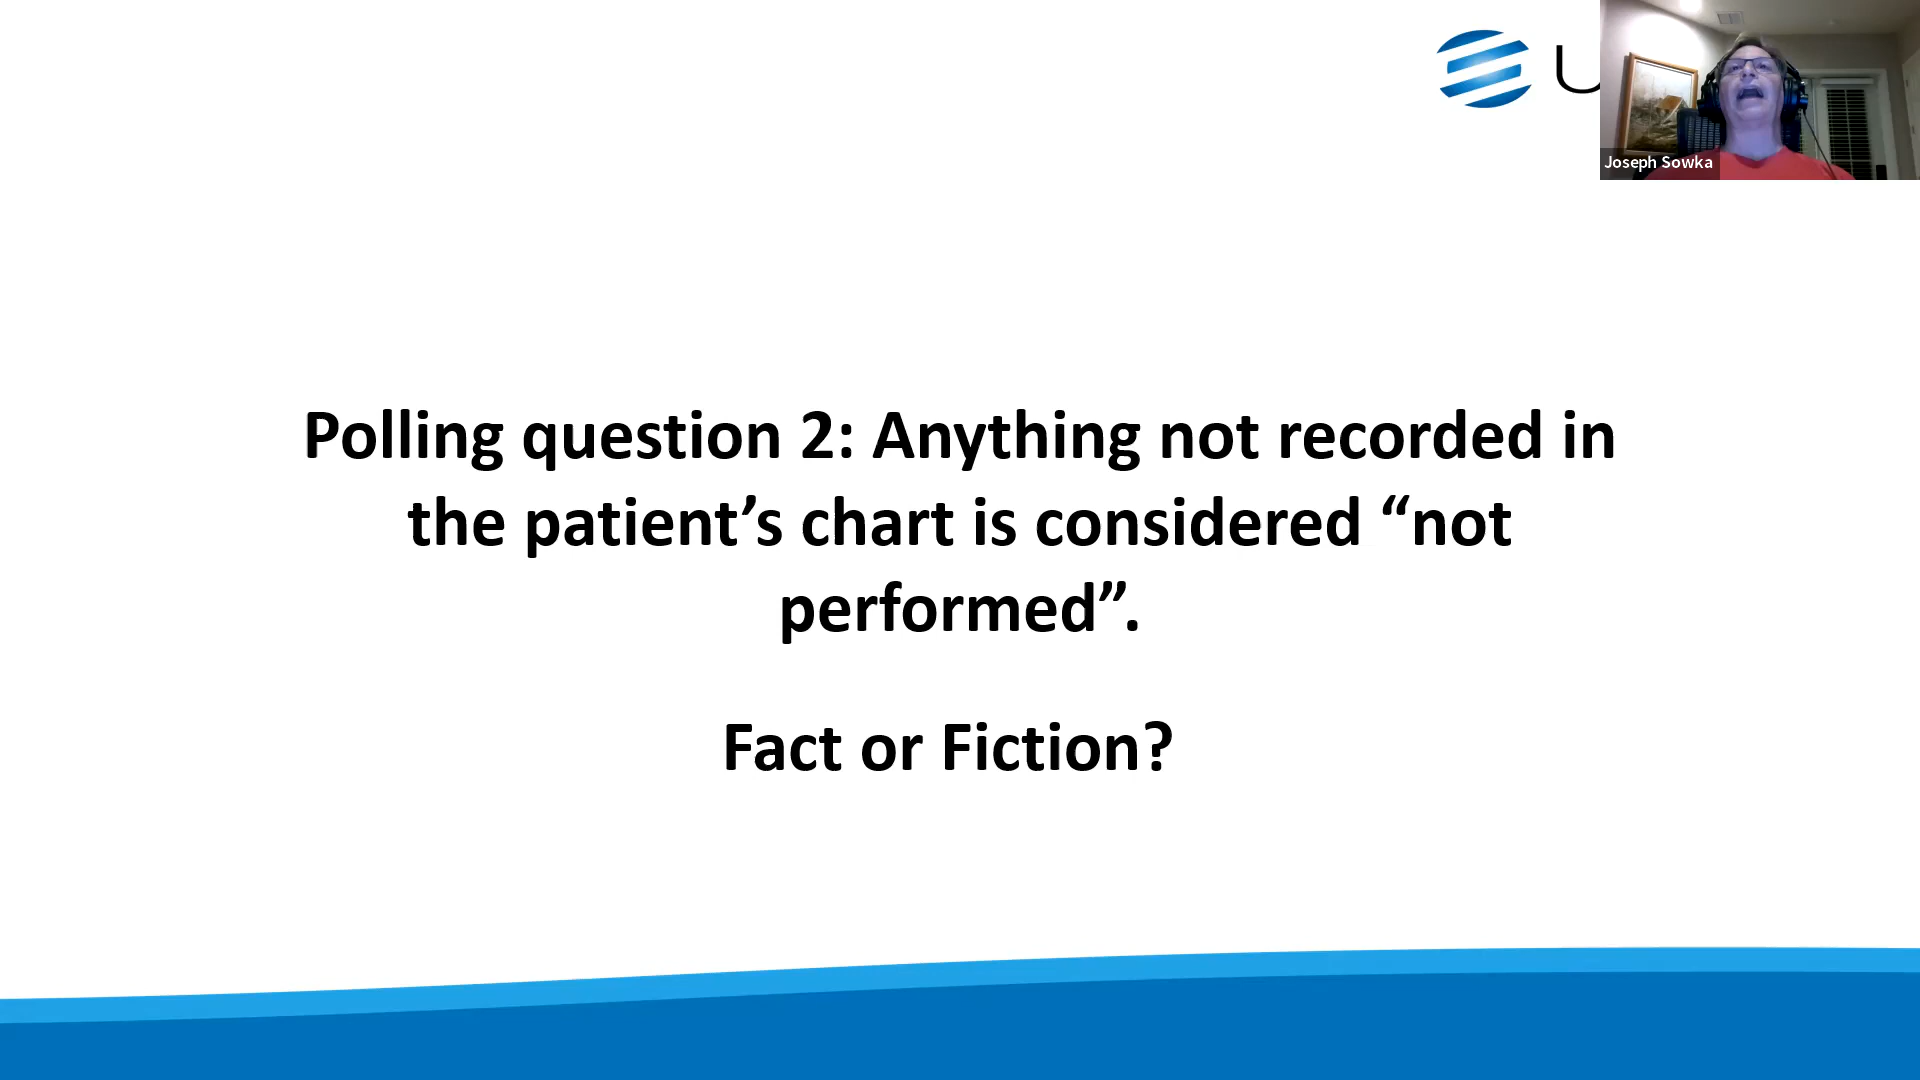 U
Joseph Sowka
Polling question 2: Anything not recorded in
the patient’s chart is considered “not
performed”.
Fact or Fiction?